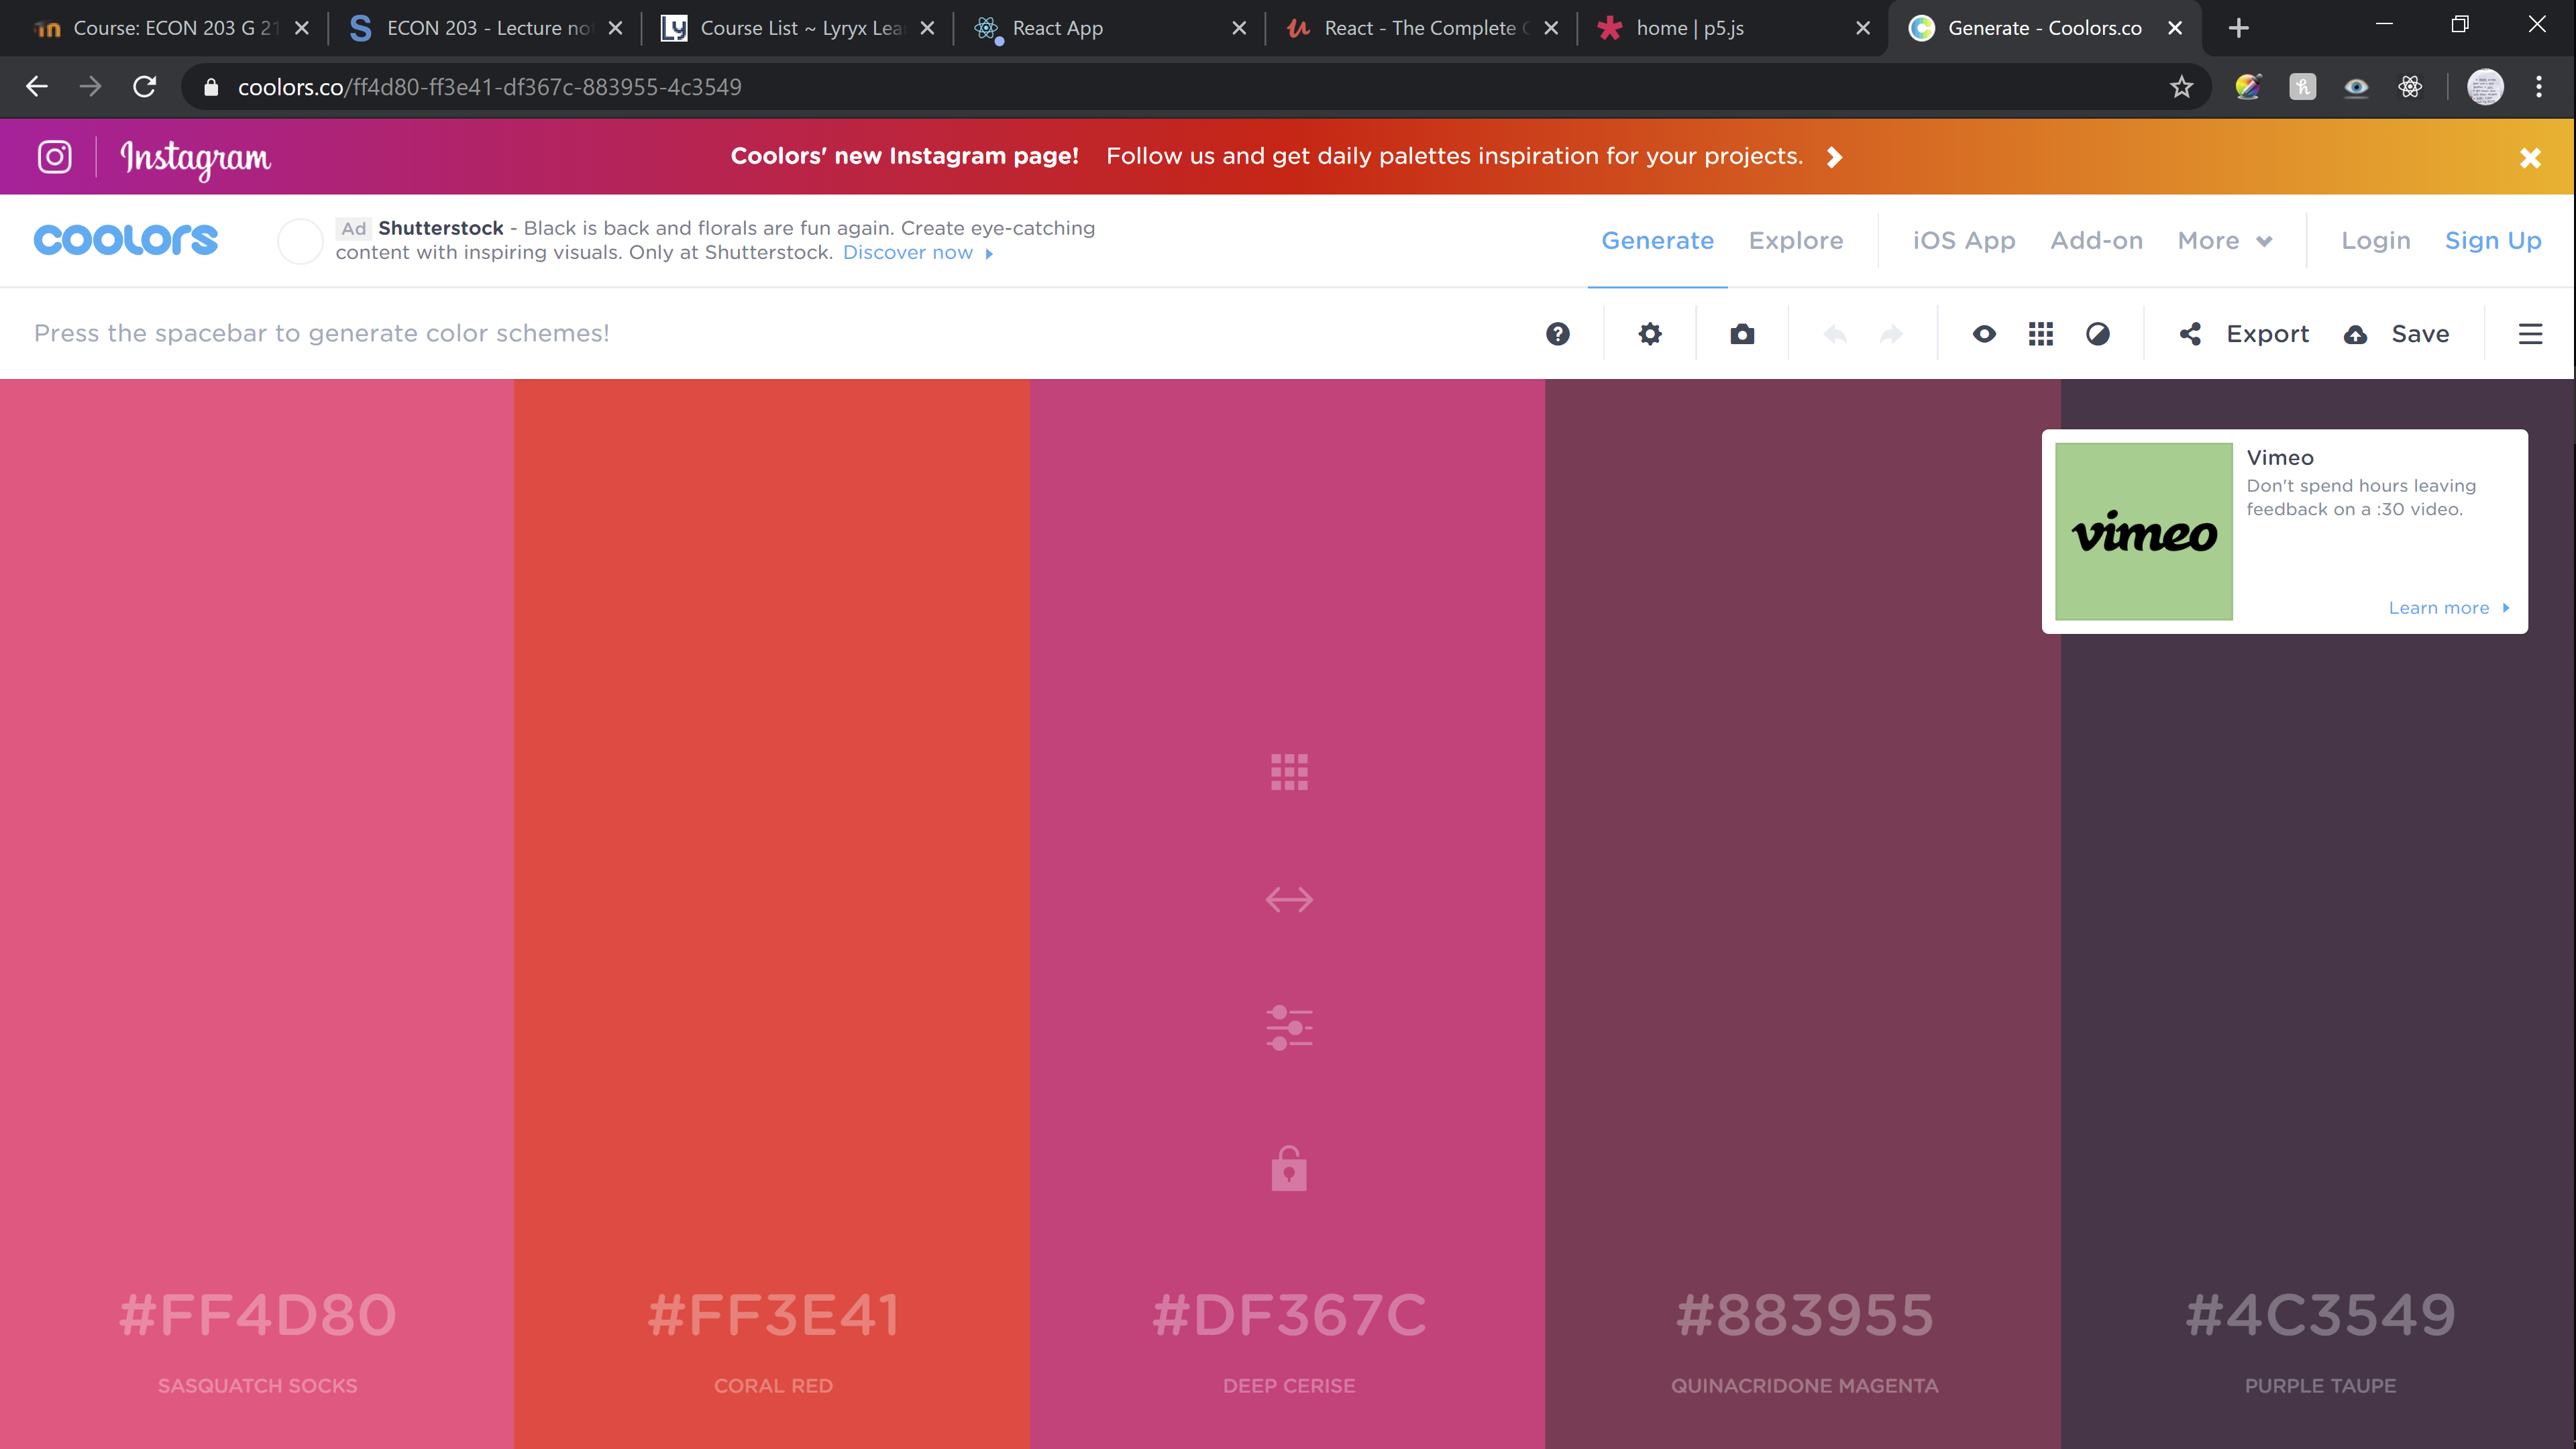 Course: ECON 203 G 21
ECON 203 - Lecture no
Course List ~ Lyryx Lea
React App
React - The Complete
home | p5.js
Generate - Coolors.co
coolors.co/ff4d80-ff3e41-df367c-883955-4c3549
Instagram
Coolors' new Instagram page! Follow us and get daily palettes inspiration for your projects.
coolors
Ad Shutterstock - Black is back and florals are fun again. Create eye-catching
content with inspiring visuals. Only at Shutterstock. Discover now
Generate
Explore
iOS App
Add-on
More
Login
Sign Up
Press the spacebar to generate color schemes!
Export
Save
Vimeo
Don't spend hours leaving
feedback on a :30 video.
vimeo
Learn more
#FF4D80
SASQUATCH SOCKS
#FF3E41
CORAL RED
#DF367C
DEEP CERISE
#883955
QUINACRIDONE MAGENTA
#4C3549
PURPLE TAUPE